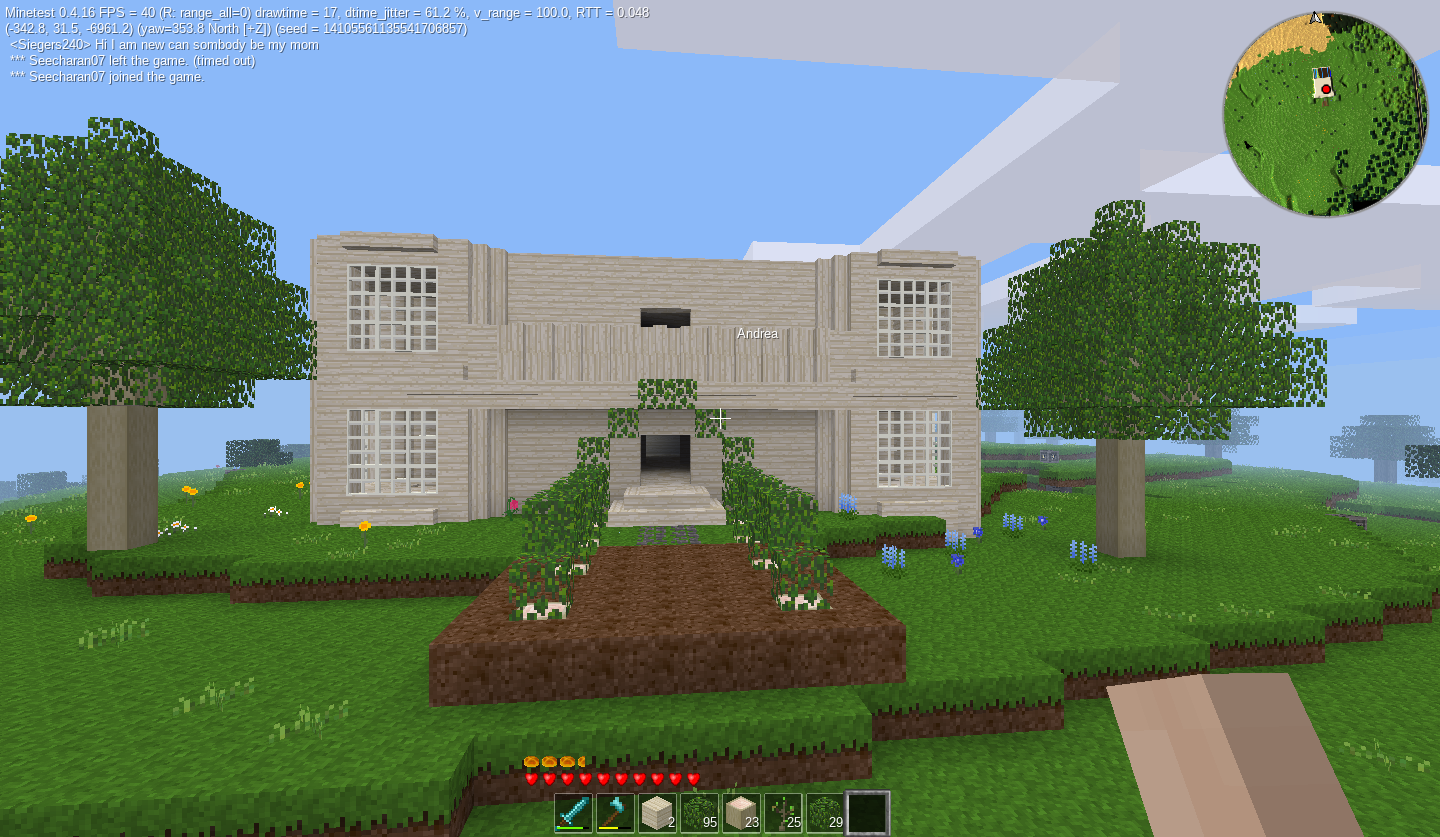 Minetest 0.4.16 FPS = 40 (R: range_all=0) drawtime = 17, dtime_jitter = 61.2 %, v_range = 100.0, RTT = 0.048
(-342.8, 31.5, -6961.2) (yaw=353.8 North [+Z]) (seed = 14105561135541706857)
<Siegers240> Hi I am new can sombody be my mom
*** Seecharan07 left the game. (timed out)
*** Seecharan07 joined the game.
Andrea
2 95 23 25 29